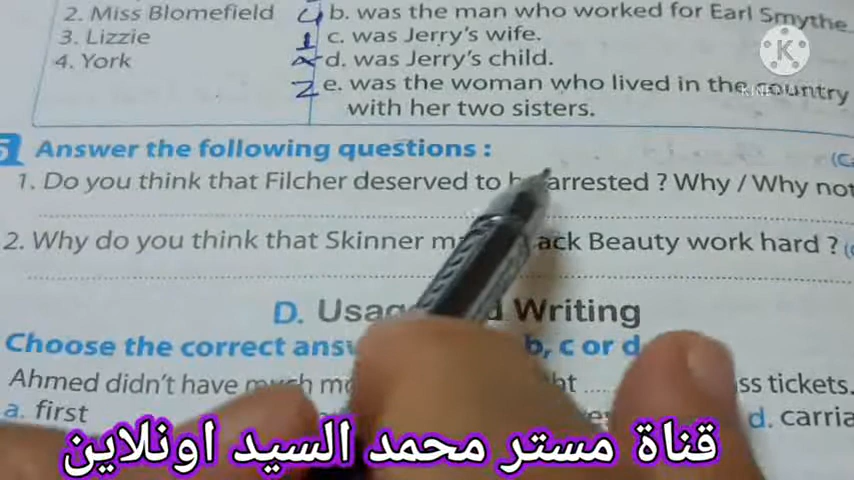 2. Miss Blomefield 4 b. was the man who worked for Earl Smythe
3. Lizzie 1 c. was Jerry's wife.
4. York d. was Jerry's child.
2 e. was the woman who lived in the country
with her two sisters.
5 Answer the following questions :
1. Do you think that Filcher deserved to be arrested ? Why / Why not
2. Why do you think that Skinner ack Beauty work hard ?
D. Usage Writing
Choose the correct b, c or d
Ahmed didn't have much .... ss tickets.
a. first d. carria
قناة مستر محمد السيد اونلاين
K